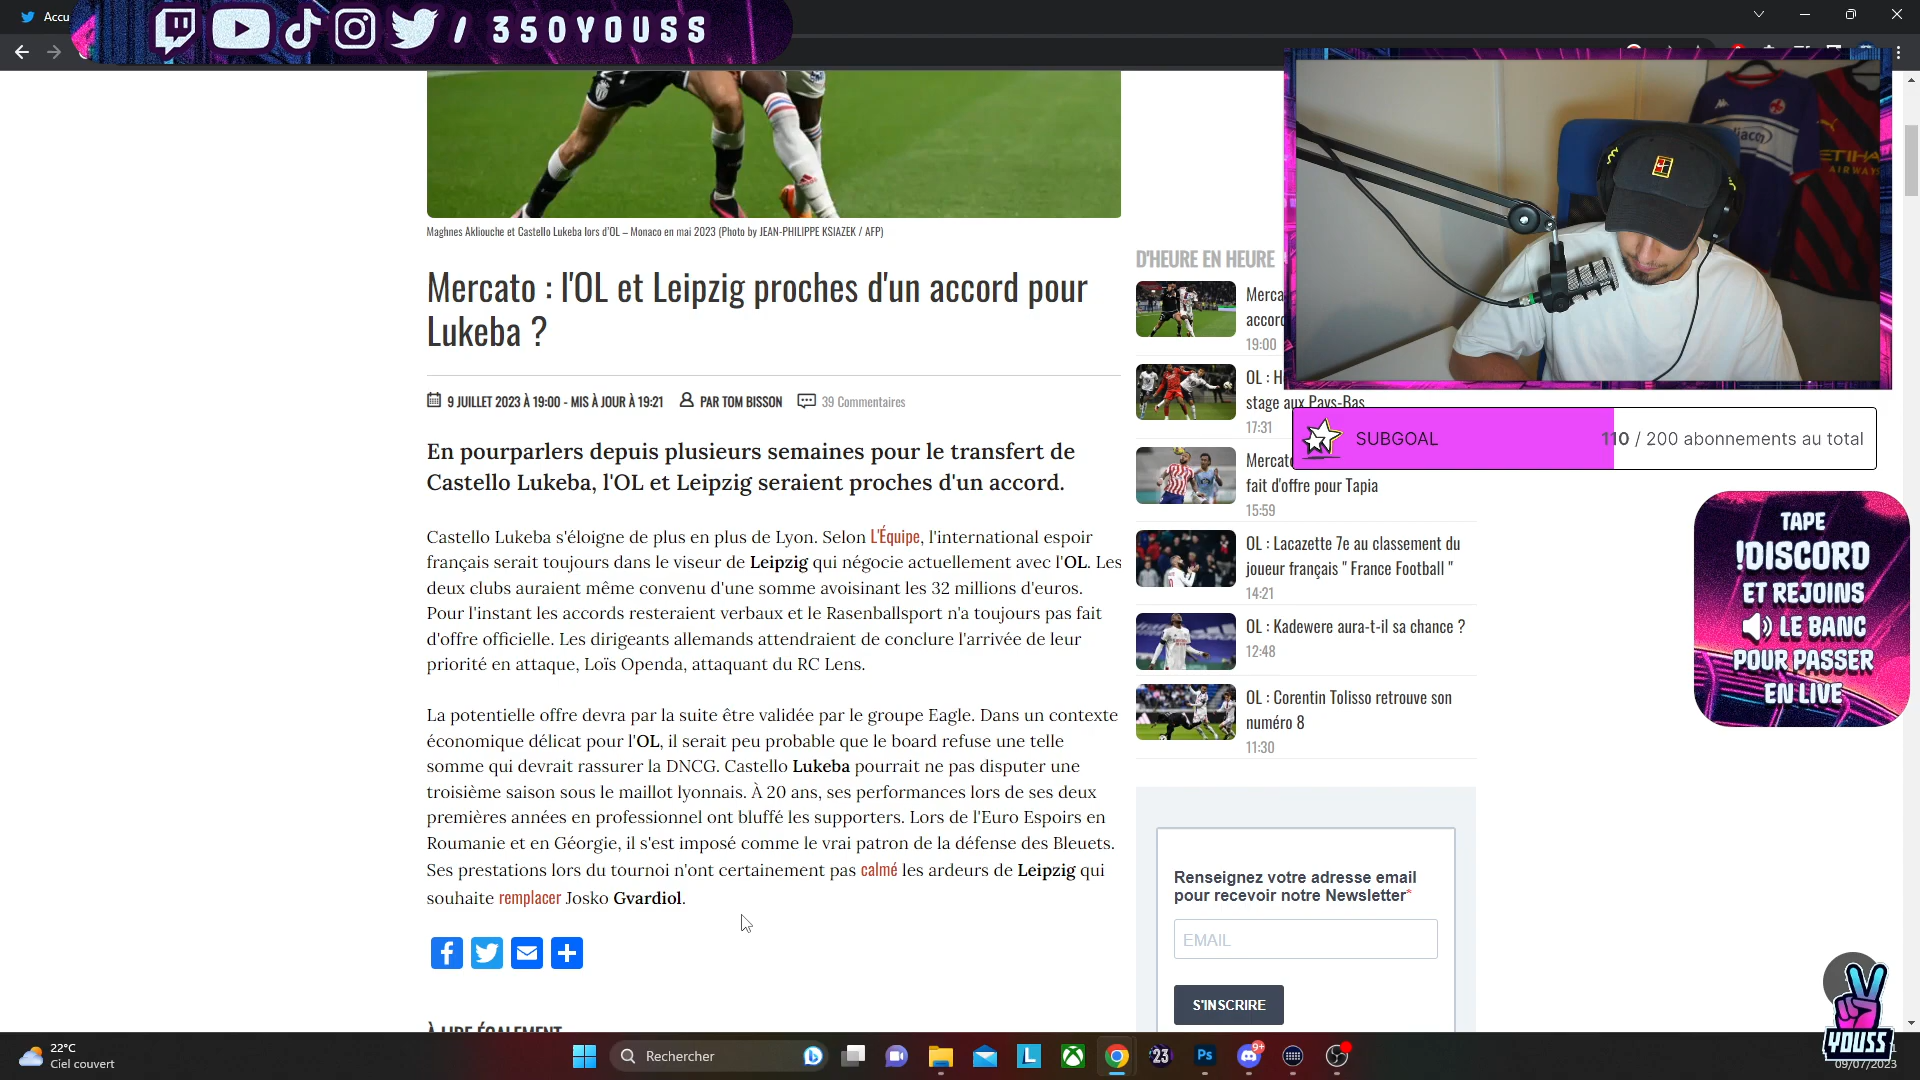 Accu
/ 350YOUSS
Maghnes Akliouche et Castello Lukeba lors d'OL – Monaco en mai 2023 (Photo by JEAN-PHILIPPE KSIAZEK / AFP)
Mercato : l'OL et Leipzig proches d'un accord pour
Lukeba ?
9 JUILLET 2023 À 19:00 - MIS À JOUR À 19:21 PAR TOM BISSON 39 Commentaires
En pourparlers depuis plusieurs semaines pour le transfert de
Castello Lukeba, l'OL et Leipzig seraient proches d'un accord.
Castello Lukeba s'éloigne de plus en plus de Lyon. Selon L'Équipe, l'international espoir
français serait toujours dans le viseur de Leipzig qui négocie actuellement avec l'OL. Les
deux clubs auraient même convenu d'une somme avoisinant les 32 millions d'euros.
Pour l'instant les accords resteraient verbaux et le Rasenballsport n'a toujours pas fait
d'offre officielle. Les dirigeants allemands attendraient de conclure l'arrivée de leur
priorité en attaque, Loïs Openda, attaquant du RC Lens.
La potentielle offre devra par la suite être validée par le groupe Eagle. Dans un contexte
économique délicat pour l'OL, il serait peu probable que le board refuse une telle
somme qui devrait rassurer la DNCG. Castello Lukeba pourrait ne pas disputer une
troisième saison sous le maillot lyonnais. À 20 ans, ses performances lors de ses deux
premières années en professionnel ont bluffé les supporters. Lors de l'Euro Espoirs en
Roumanie et en Géorgie, il s'est imposé comme le vrai patron de la défense des Bleuets.
Ses prestations lors du tournoi n'ont certainement pas calmé les ardeurs de Leipzig qui
souhaite remplacer Josko Gvardiol.
À LIRE ÉGALEMENT
D'HEURE EN HEURE
Merca
accord
19:00
OL : H
stage aux Pays-Bas
17:31
Mercato
fait d'offre pour Tapia
15:59
OL : Lacazette 7e au classement du
joueur français " France Football "
14:21
OL : Kadewere aura-t-il sa chance ?
12:48
OL : Corentin Tolisso retrouve son
numéro 8
11:30
Renseignez votre adresse email
pour recevoir notre Newsletter*
EMAIL
S'INSCRIRE
ETIHA
AIRWAYS
SUBGOAL 110 / 200 abonnements au total
TAPE
!DISCORD
ET REJOINS
LE BANC
POUR PASSER
EN LIVE
YOUSS
22°C
Ciel couvert
Rechercher
L
23
Ps
9+
09/07/2023